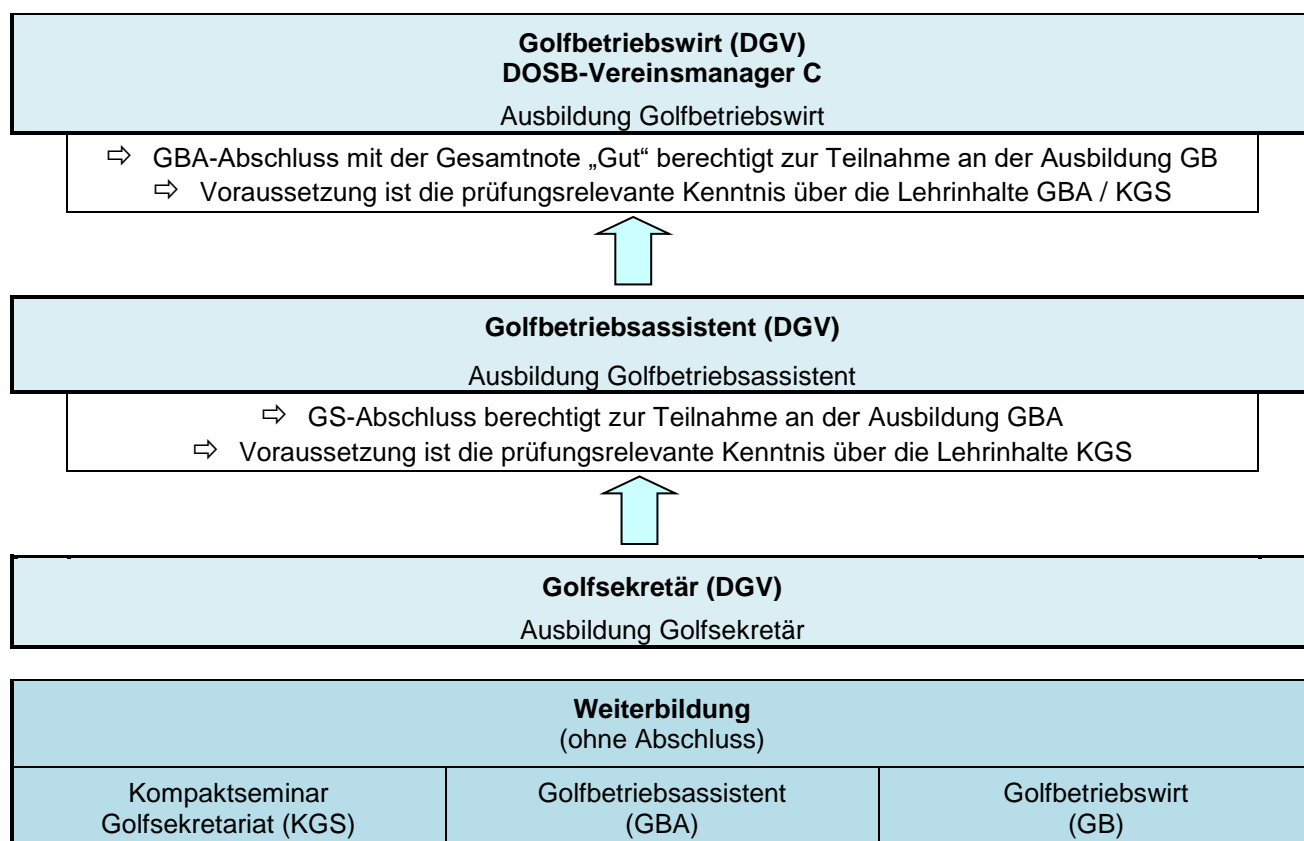 Golfbetriebswirt (DGV)
DOSB-Vereinsmanager C
Ausbildung Golfbetriebswirt
⇨ GBA-Abschluss mit der Gesamtnote „Gut“ berechtigt zur Teilnahme an der Ausbildung GB
⇨ Voraussetzung ist die prüfungsrelevante Kenntnis über die Lehrinhalte GBA / KGS
Golfbetriebsassistent (DGV)
Ausbildung Golfbetriebsassistent
⇨ GS-Abschluss berechtigt zur Teilnahme an der Ausbildung GBA
⇨ Voraussetzung ist die prüfungsrelevante Kenntnis über die Lehrinhalte KGS
Golfsekretär (DGV)
Ausbildung Golfsekretär
Weiterbildung
(ohne Abschluss)
Kompaktseminar
Golfsekretariat (KGS)
Golfbetriebsassistent
(GBA)
Golfbetriebswirt
(GB)